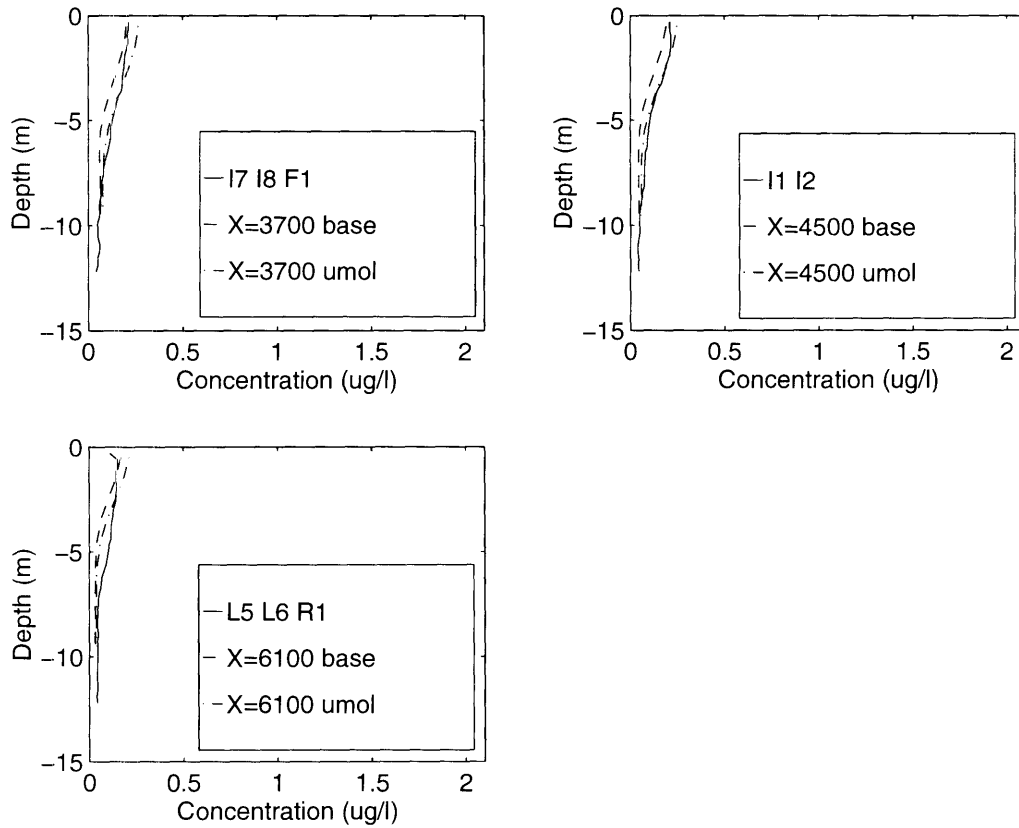 0
−5
−10
−15
Depth (m)
I7 I8 F1
X=3700 base
X=3700 umol
0 0.5 1 1.5 2
Concentration (ug/l)
0
−5
−10
−15
Depth (m)
I1 I2
X=4500 base
X=4500 umol
0 0.5 1 1.5 2
Concentration (ug/l)
0
−5
−10
−15
Depth (m)
L5 L6 R1
X=6100 base
X=6100 umol
0 0.5 1 1.5 2
Concentration (ug/l)